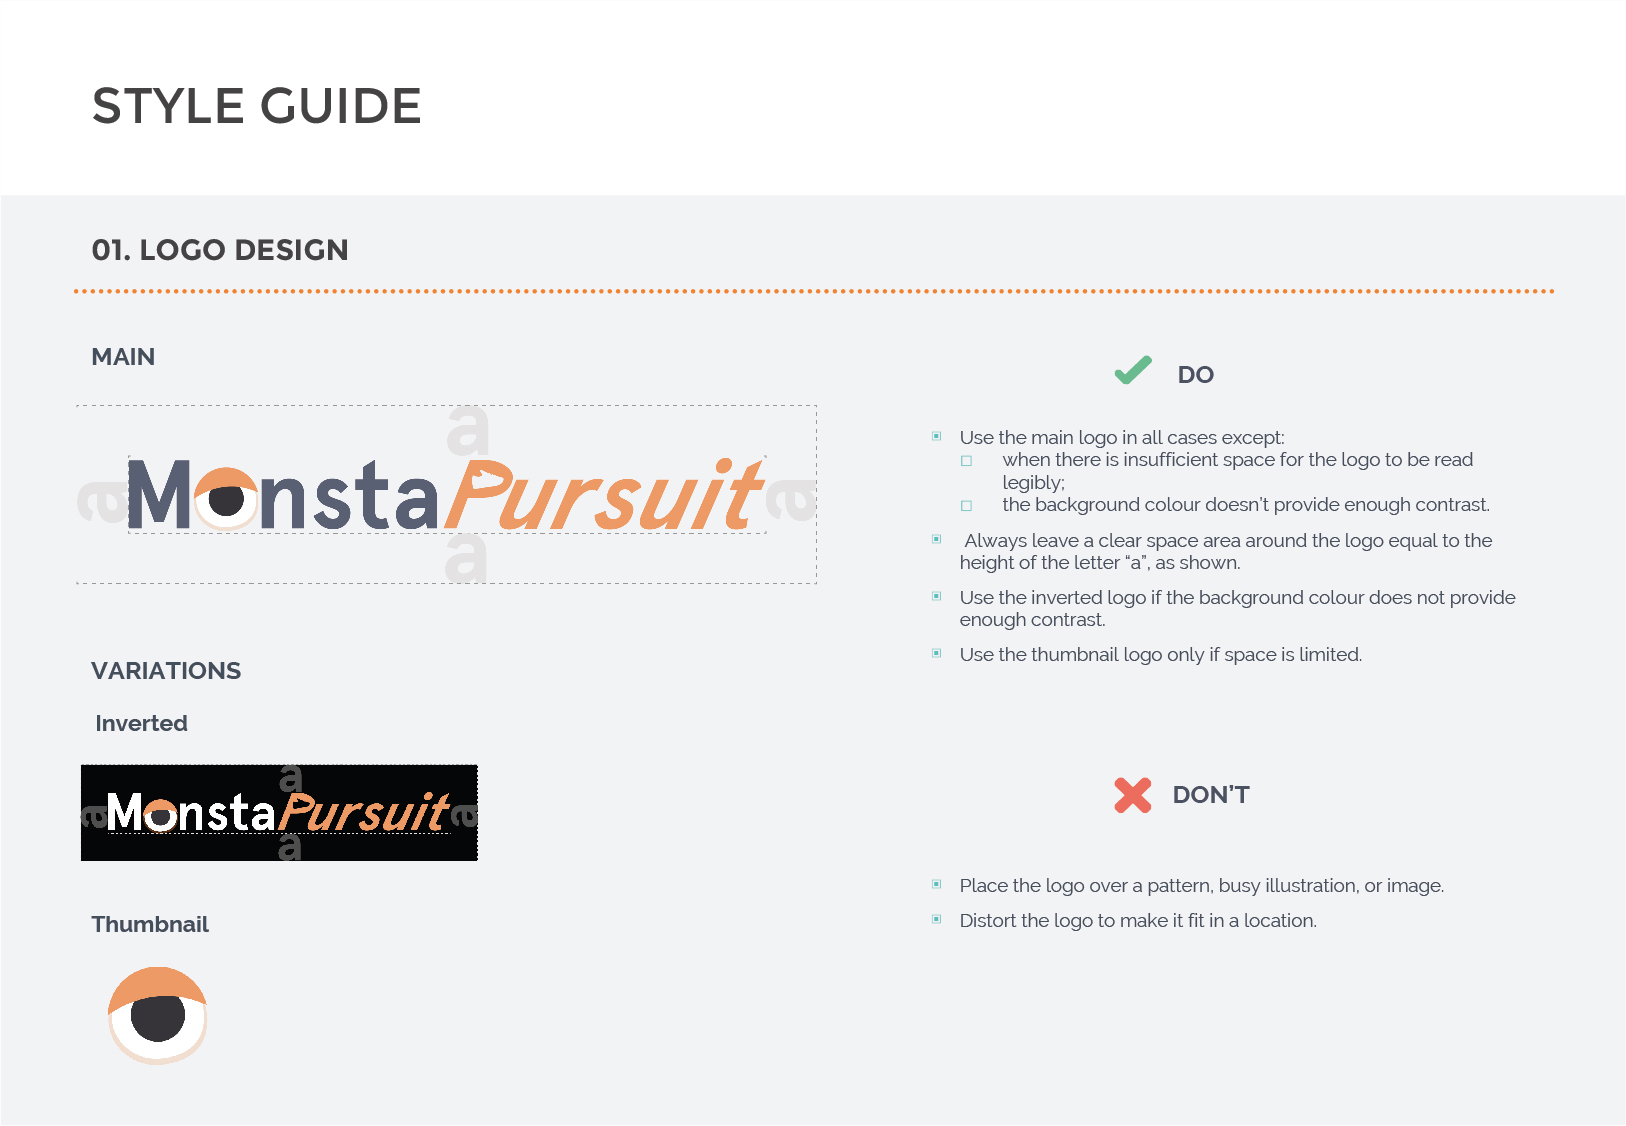 STYLE GUIDE
01. LOGO DESIGN
MAIN
a
a MonstaPursuit a
a
VARIATIONS
Inverted
a
a MonstaPursuit a
a
Thumbnail
DO
Use the main logo in all cases except:
when there is insufficient space for the logo to be read
legibly;
the background colour doesn’t provide enough contrast.
Always leave a clear space area around the logo equal to the
height of the letter “a”, as shown.
Use the inverted logo if the background colour does not provide
enough contrast.
Use the thumbnail logo only if space is limited.
DON’T
Place the logo over a pattern, busy illustration, or image.
Distort the logo to make it fit in a location.